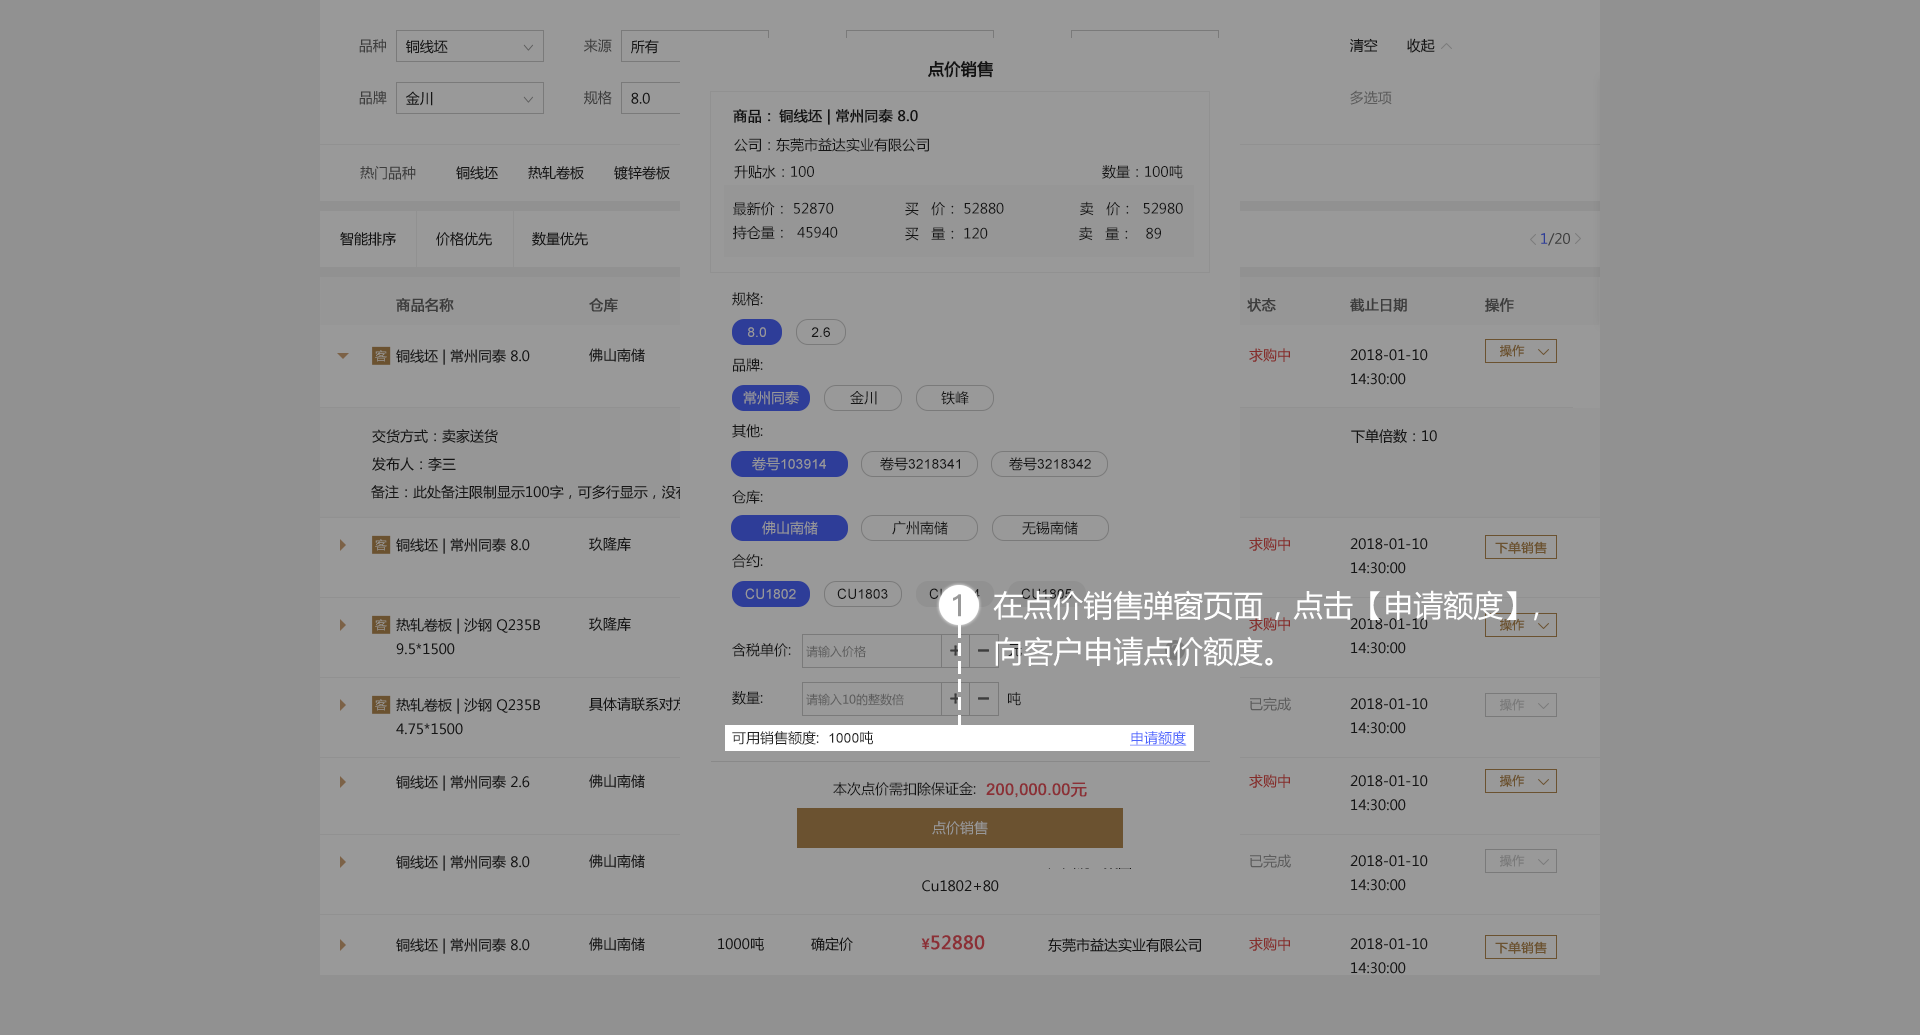 品种 铜线坯 来源 所有 清空 收起
点价销售
品牌 金川 规格 8.0 多选项
商品： 铜线坯 | 常州同泰 8.0
公司：东莞市益达实业有限公司
热门品种 铜线坯 热轧卷板 镀锌卷板
升贴水：100 数量：100吨
最新价： 52870 买 价： 52880 卖 价： 52980
持仓量： 45940 买 量： 120 卖 量： 89
智能排序 价格优先 数量优先 1/20
规格:
商品名称 仓库 状态 截止日期 操作
8.0 2.6
客 铜线坯 | 常州同泰 8.0 佛山南储 求购中 2018-01-10 操作
14:30:00
品牌:
常州同泰 金川 铁峰
其他:
交货方式：卖家送货 下单倍数：10
发布人：李三
卷号103914 卷号3218341 卷号3218342
备注：此处备注限制显示100字，可多行显示，没
仓库:
佛山南储 广州南储 无锡南储
客 铜线坯 | 常州同泰 8.0 玖隆库 求购中 2018-01-10 下单销售
14:30:00
合约:
CU1802 CU1803 CU1805
1 在点价销售弹窗页面，点击【申请额度】，
向客户申请点价额度。
客 热轧卷板 | 沙钢 Q235B 玖隆库 求购中 2018-01-10 操作
9.5*1500 14:30:00
含税单价: 请输入价格 + −
数量: 请输入10的整数倍 + − 吨
客 热轧卷板 | 沙钢 Q235B 具体请联系对方 已完成 2018-01-10 操作
4.75*1500 14:30:00
可用销售额度: 1000吨 申请额度
铜线坯 | 常州同泰 2.6 佛山南储 求购中 2018-01-10 操作
14:30:00
本次点价需扣除保证金: 200,000.00元
点价销售
铜线坯 | 常州同泰 8.0 佛山南储 已完成 2018-01-10 操作
14:30:00
Cu1802+80
铜线坯 | 常州同泰 8.0 佛山南储 1000吨 确定价 ¥52880 东莞市益达实业有限公司 求购中 2018-01-10 下单销售
14:30:00